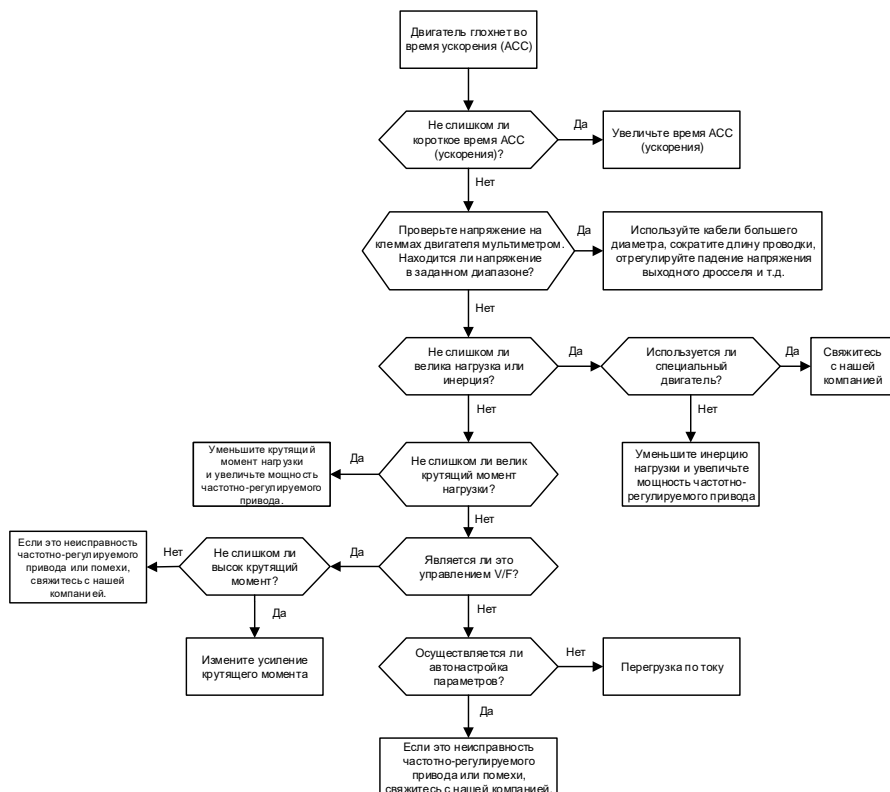 Двигатель глохнет во
время ускорения (ACC)
Не слишком ли
короткое время ACC
(ускорения)?
Да
Увеличьте время ACC
(ускорения)
Нет
Проверьте напряжение на
клеммах двигателя мультиметром.
Находится ли напряжение
в заданном диапазоне?
Да
Используйте кабели большего
диаметра, сократите длину проводки,
отрегулируйте падение напряжения
выходного дросселя и т.д.
Нет
Не слишком ли
велика нагрузка или
инерция?
Да
Используется ли
специальный
двигатель?
Да
Свяжитесь
с нашей
компанией
Нет
Нет
Уменьшите инерцию
нагрузки и увеличьте
мощность частотно-
регулируемого привода
Не слишком ли велик
крутящий момент
нагрузки?
Да
Уменьшите крутящий
момент нагрузки
и увеличьте мощность
частотно-регулируемого
привода.
Нет
Является ли это
управлением V/F?
Да
Не слишком ли
высок крутящий
момент?
Нет
Если это неисправность
частотно-регулируемого
привода или помехи,
свяжитесь с нашей
компанией.
Да
Измените усиление
крутящего момента
Нет
Осуществляется ли
автонастройка
параметров?
Нет
Перегрузка по току
Да
Если это неисправность
частотно-регулируемого
привода или помехи,
свяжитесь с нашей компанией.